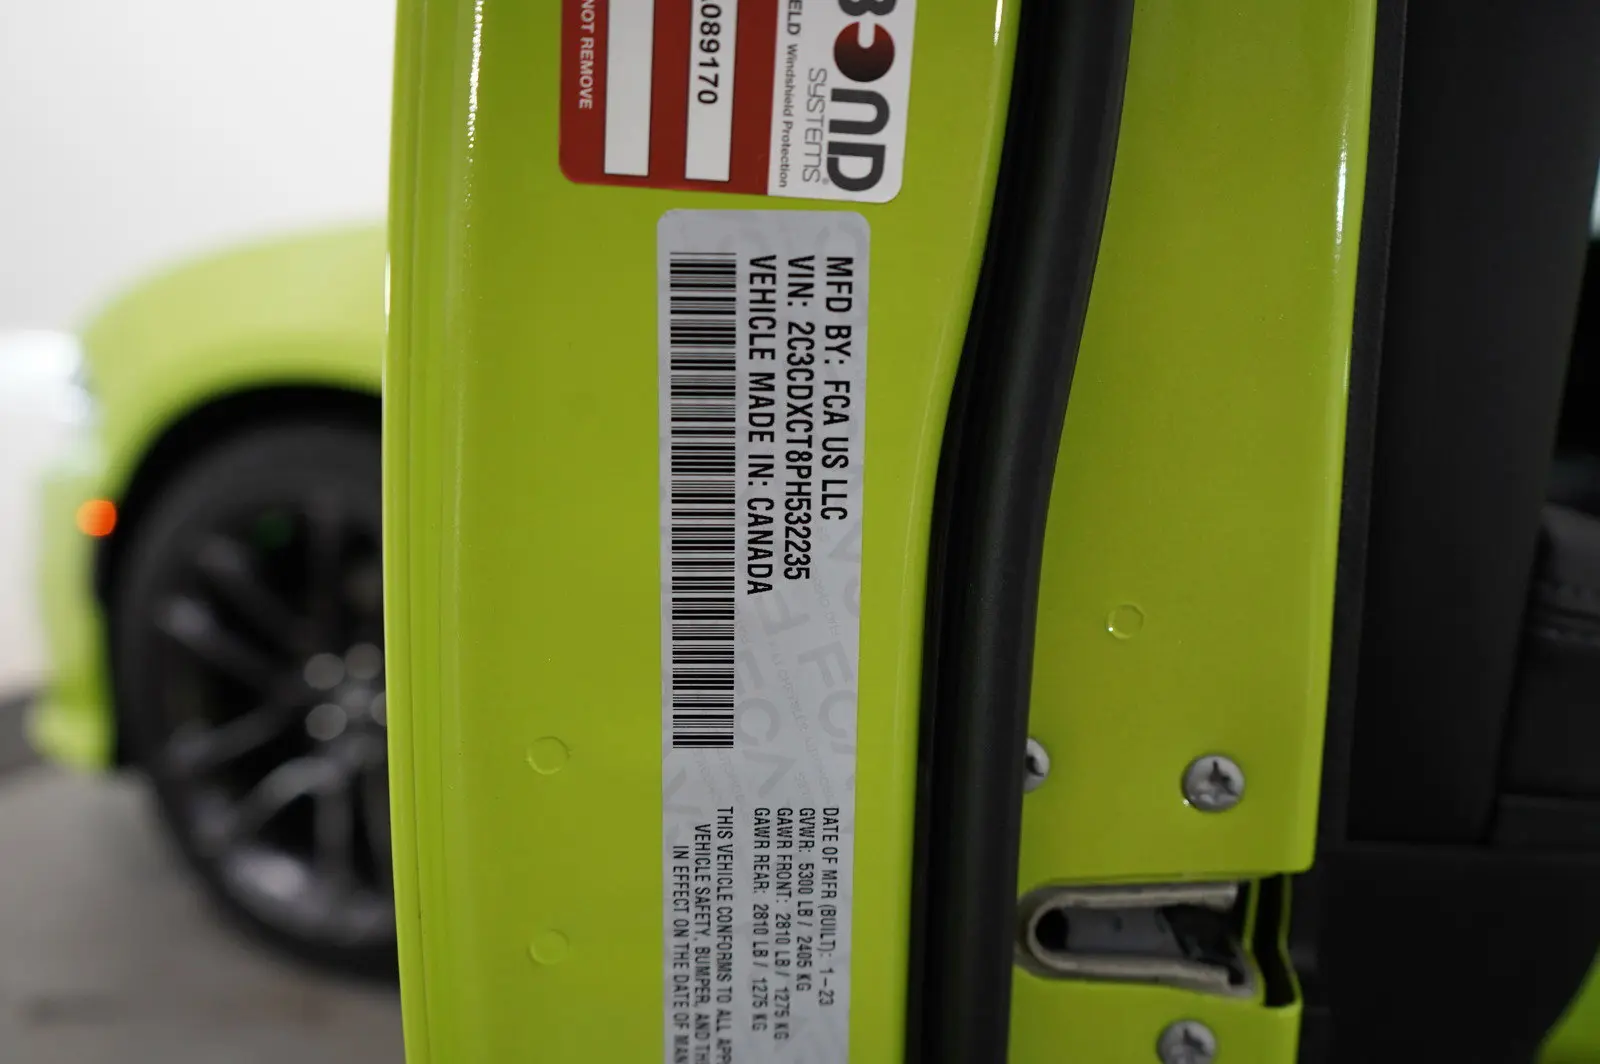 BOND
SYSTEMS
ELD Windshield Protection
089170
NOT REMOVE
MFD BY: FCA US LLC
VIN: 2C3CDXCT8PH532235
VEHICLE MADE IN: CANADA
DATE OF MFR (BUILT): 1-23
GVWR: 5300 LB / 2405 KG
GAWR FRONT: 2810 LB / 1275 KG
GAWR REAR: 2810 LB / 1275 KG
THIS VEHICLE CONFORMS TO ALL APP
VEHICLE SAFETY, BUMPER, AND TH
IN EFFECT ON THE DATE OF MAN